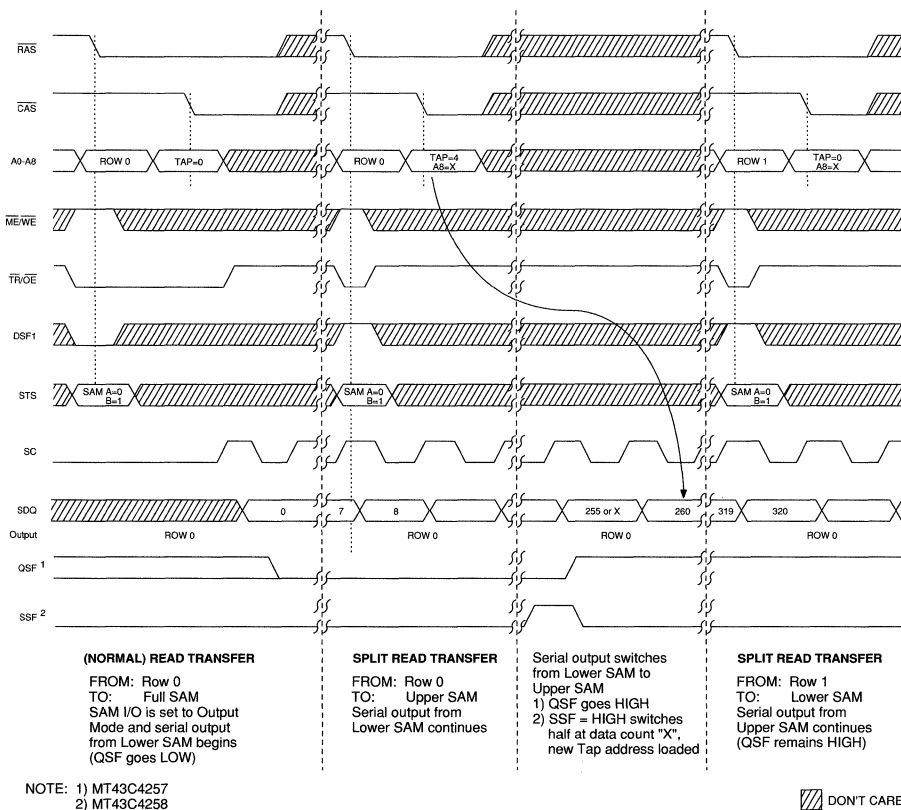 RAS
CAS
A0-A8 ROW 0 TAP=0 ROW 0 TAP=4 A8=X ROW 1 TAP=0 A8=X
ME/WE
TR/OE
DSF1
STS SAM A=0 B=1 SAM A=0 B=1 SAM A=0 B=1
SC
SDQ 0 7 8 255 or X 260 319 320
Output ROW 0 ROW 0 ROW 0 ROW 0
QSF 1
SSF 2
(NORMAL) READ TRANSFER
FROM: Row 0
TO: Full SAM
SAM I/O is set to Output
Mode and serial output
from Lower SAM begins
(QSF goes LOW)
SPLIT READ TRANSFER
FROM: Row 0
TO: Upper SAM
Serial output from
Lower SAM continues
Serial output switches
from Lower SAM to
Upper SAM
1) QSF goes HIGH
2) SSF = HIGH switches
half at data count "X",
new Tap address loaded
SPLIT READ TRANSFER
FROM: Row 1
TO: Lower SAM
Serial output from
Upper SAM continues
(QSF remains HIGH)
NOTE: 1) MT43C4257
2) MT43C4258
DON'T CARE